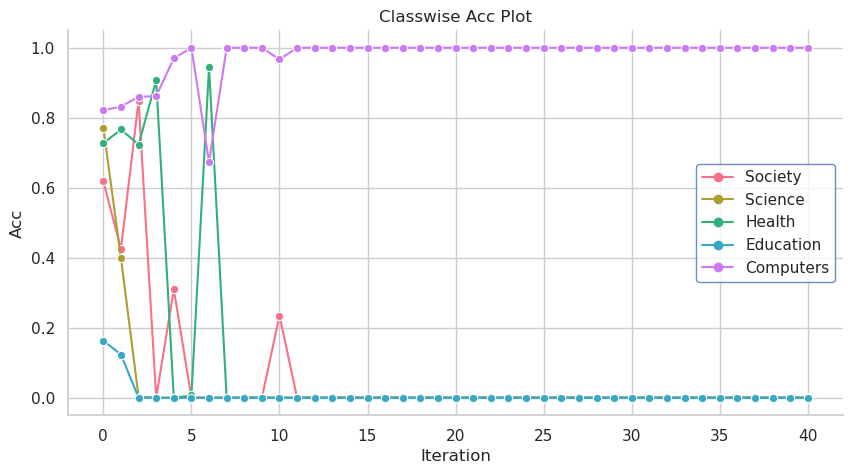 Classwise Acc Plot
1.0
0.8
0.6
0.4
0.2
0.0
Acc
Society
Science
Health
Education
Computers
0 5 10 15 20 25 30 35 40
Iteration